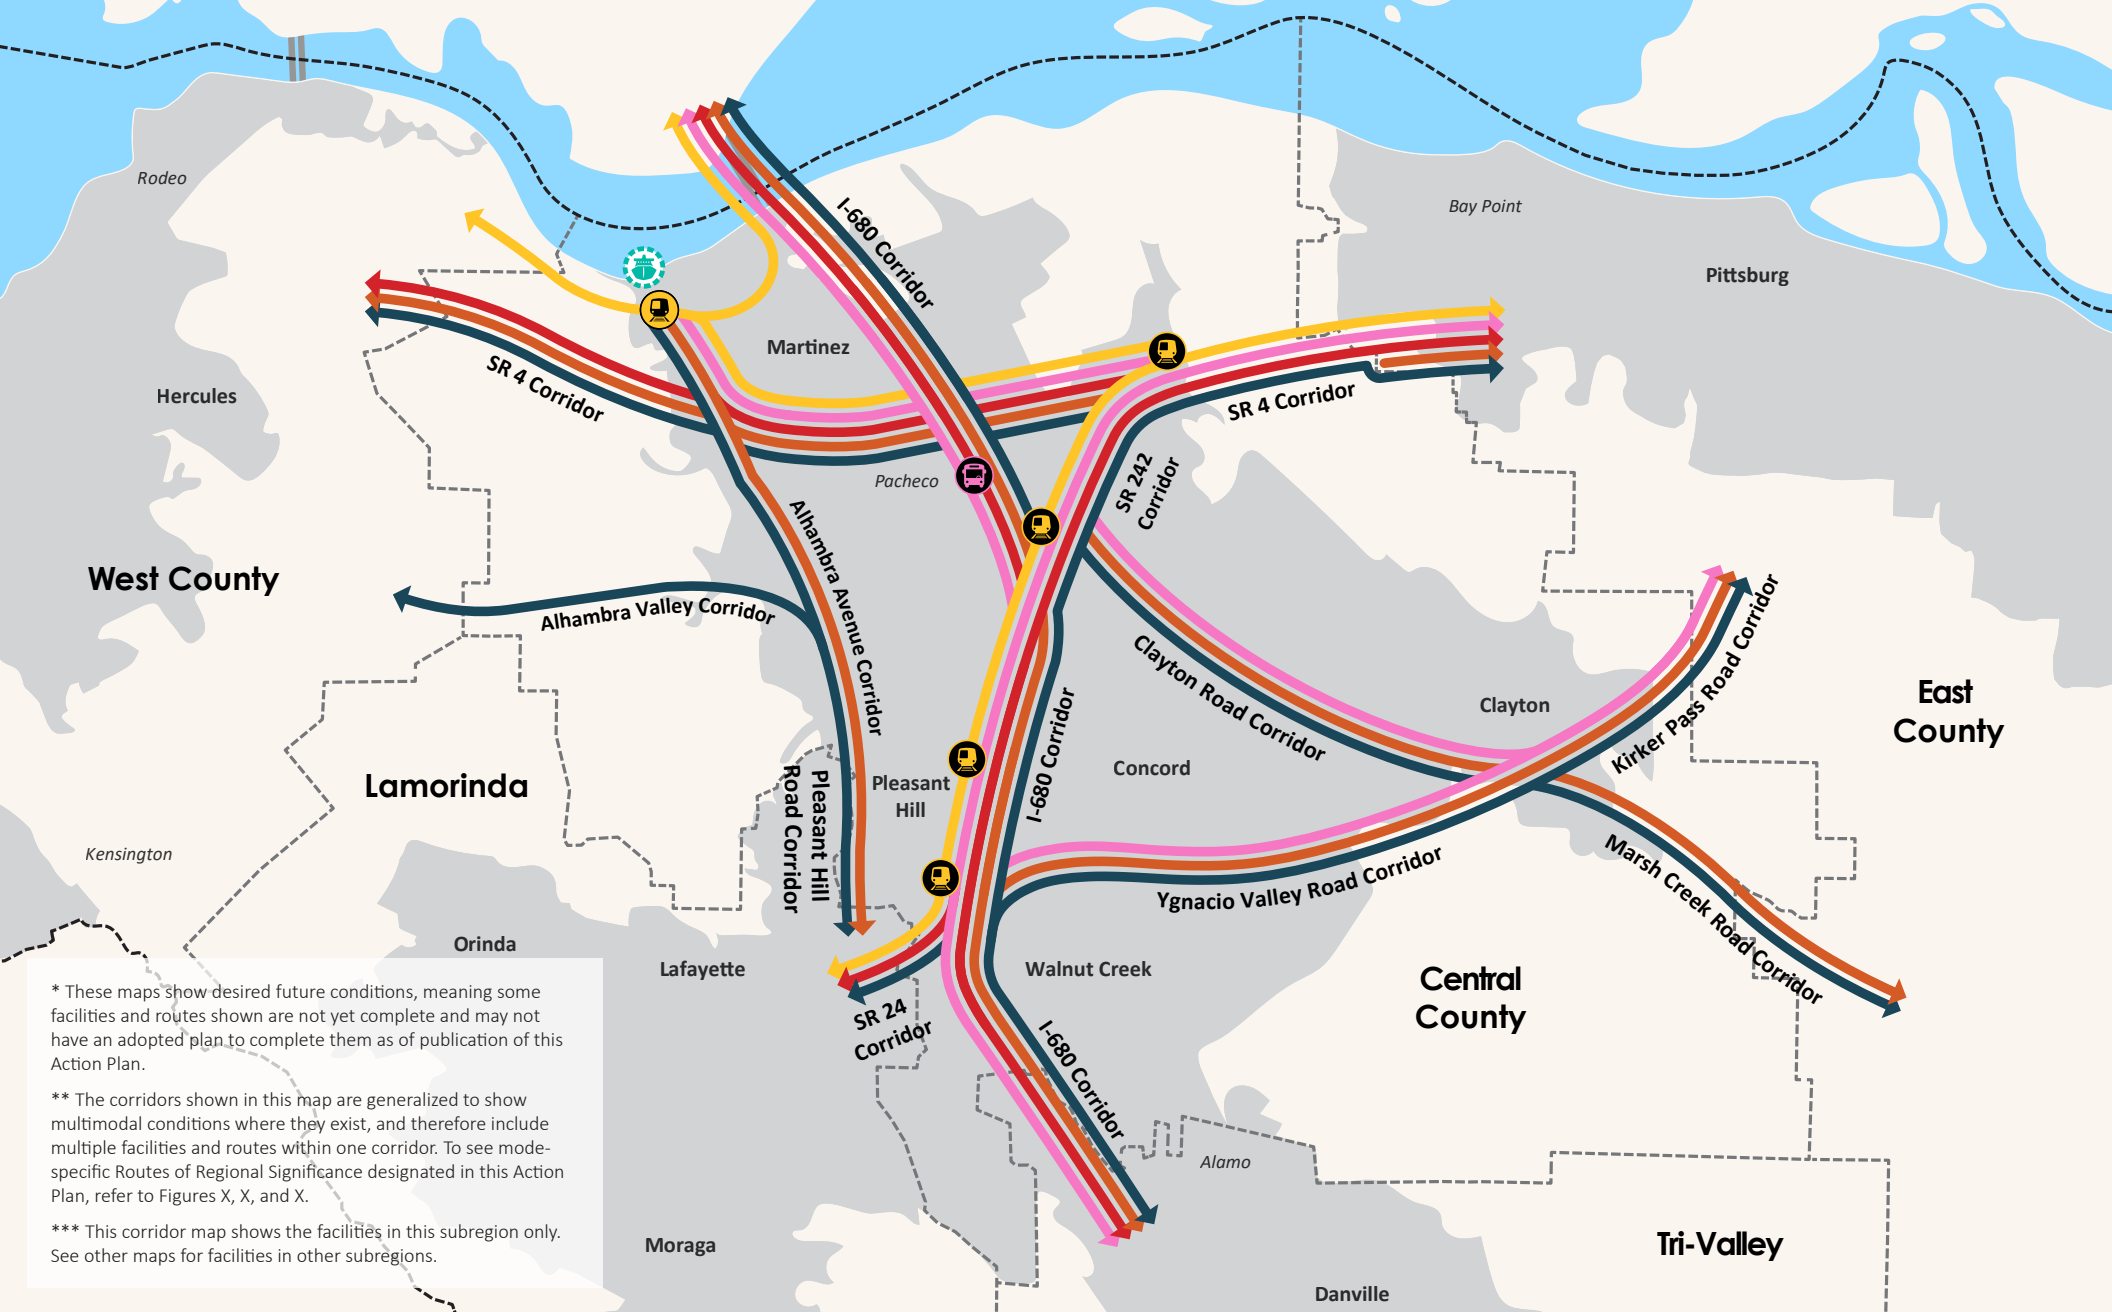 Rodeo
I-680 Corridor
Bay Point
Pittsburg
Martinez
Hercules
SR 4 Corridor
SR 4 Corridor
Pacheco
SR 242
Corridor
Alhambra Avenue Corridor
West County
Alhambra Valley Corridor
Clayton Road Corridor
Kirker Pass Road Corridor
Clayton
East
County
I-680 Corridor
Concord
Lamorinda
Pleasant
Hill
Pleasant Hill
Road Corridor
Kensington
Ygnacio Valley Road Corridor
Marsh Creek Road Corridor
Orinda
Lafayette
Walnut Creek
Central
County
SR 24
Corridor
I-680 Corridor
Alamo
Moraga
Tri-Valley
Danville
* These maps show desired future conditions, meaning some
facilities and routes shown are not yet complete and may not
have an adopted plan to complete them as of publication of this
Action Plan.
** The corridors shown in this map are generalized to show
multimodal conditions where they exist, and therefore include
multiple facilities and routes within one corridor. To see mode-
specific Routes of Regional Significance designated in this Action
Plan, refer to Figures X, X, and X.
*** This corridor map shows the facilities in this subregion only.
See other maps for facilities in other subregions.